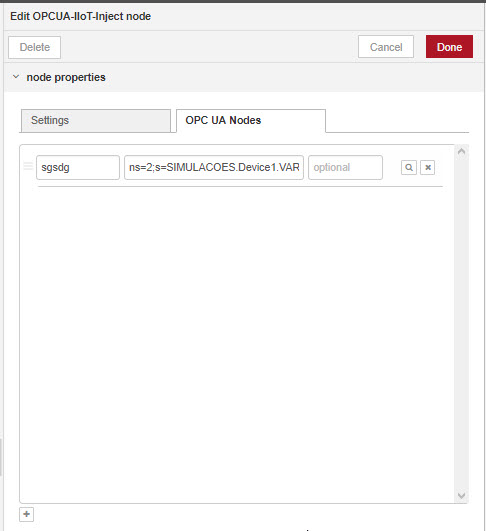 Edit OPCUA-IIoT-Inject node
Delete Cancel Done
node properties
Settings OPC UA Nodes
sgsdg ns=2;s=SIMULACOES.Device1.VAR optional